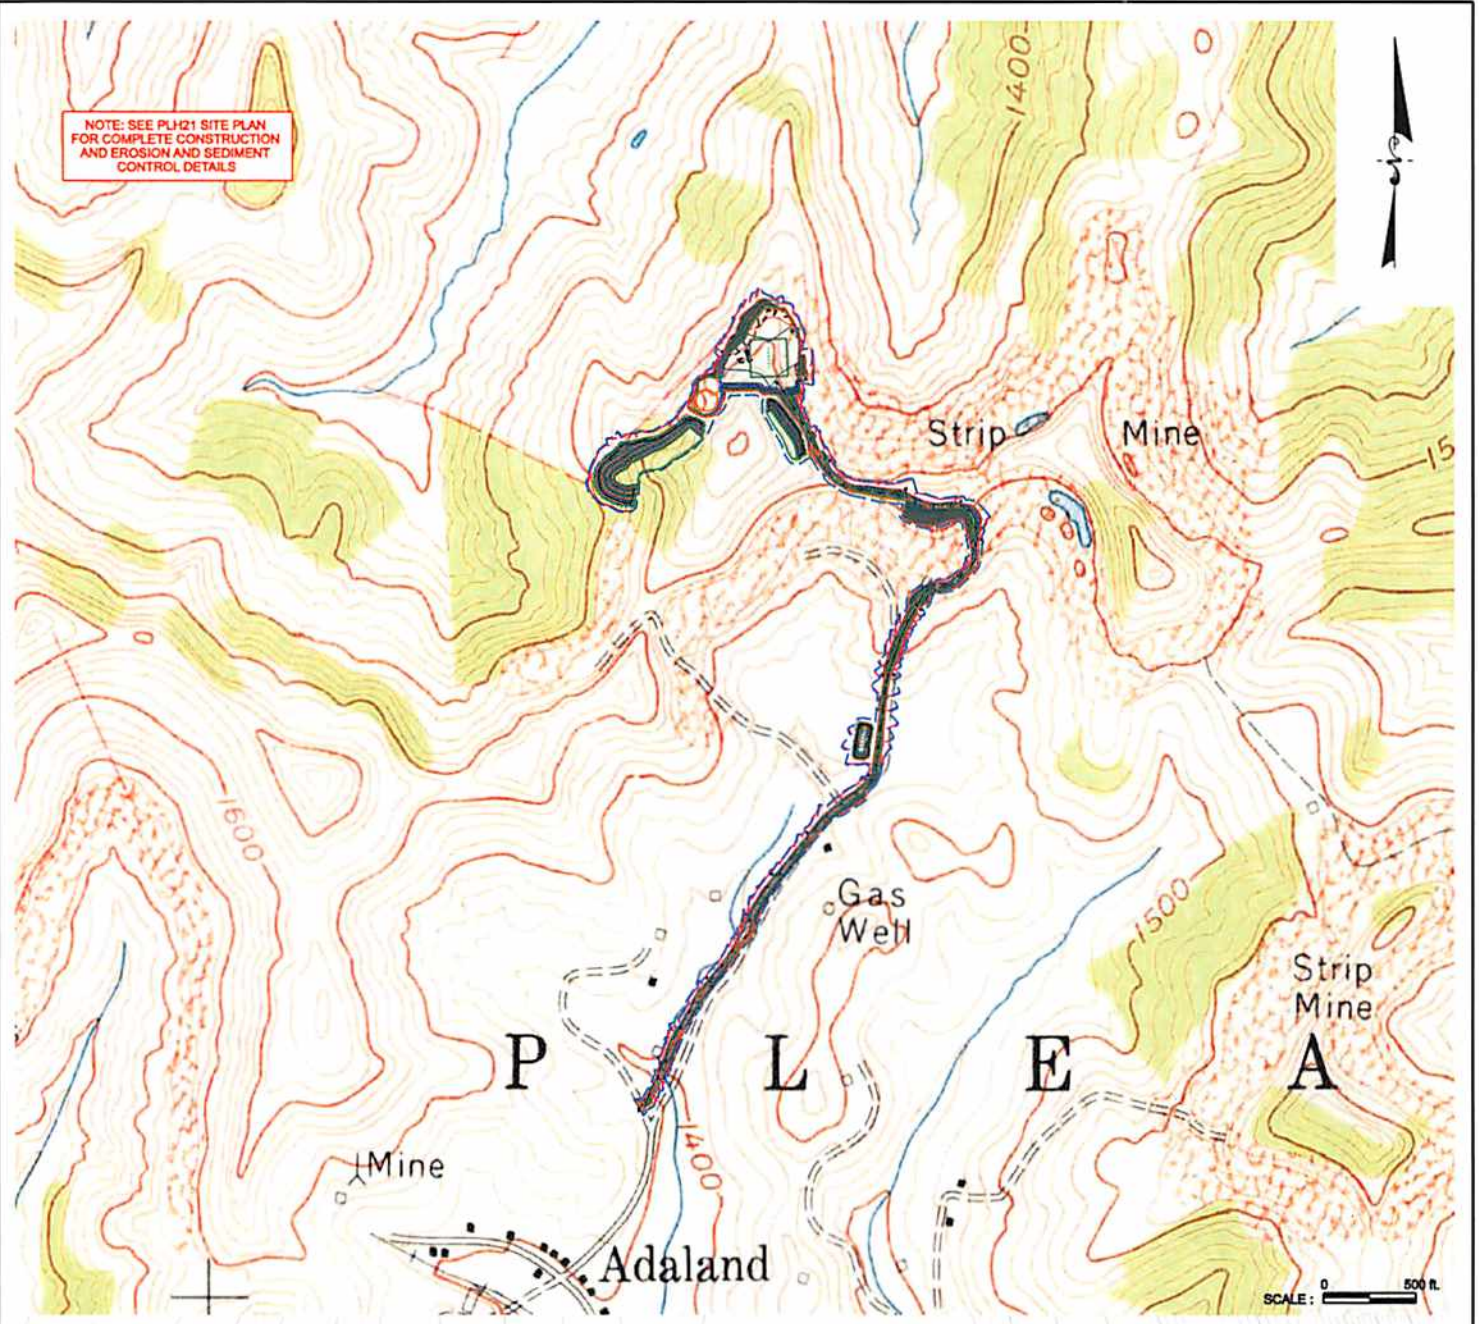 NOTE: SEE PLH21 SITE PLAN
FOR COMPLETE CONSTRUCTION
AND EROSION AND SEDIMENT
CONTROL DETAILS
1400
N
Strip
Mine
15
1600
Gas
Well
1500
Strip
Mine
P L E A
1400
Mine
Adaland
0 500 ft.
SCALE :